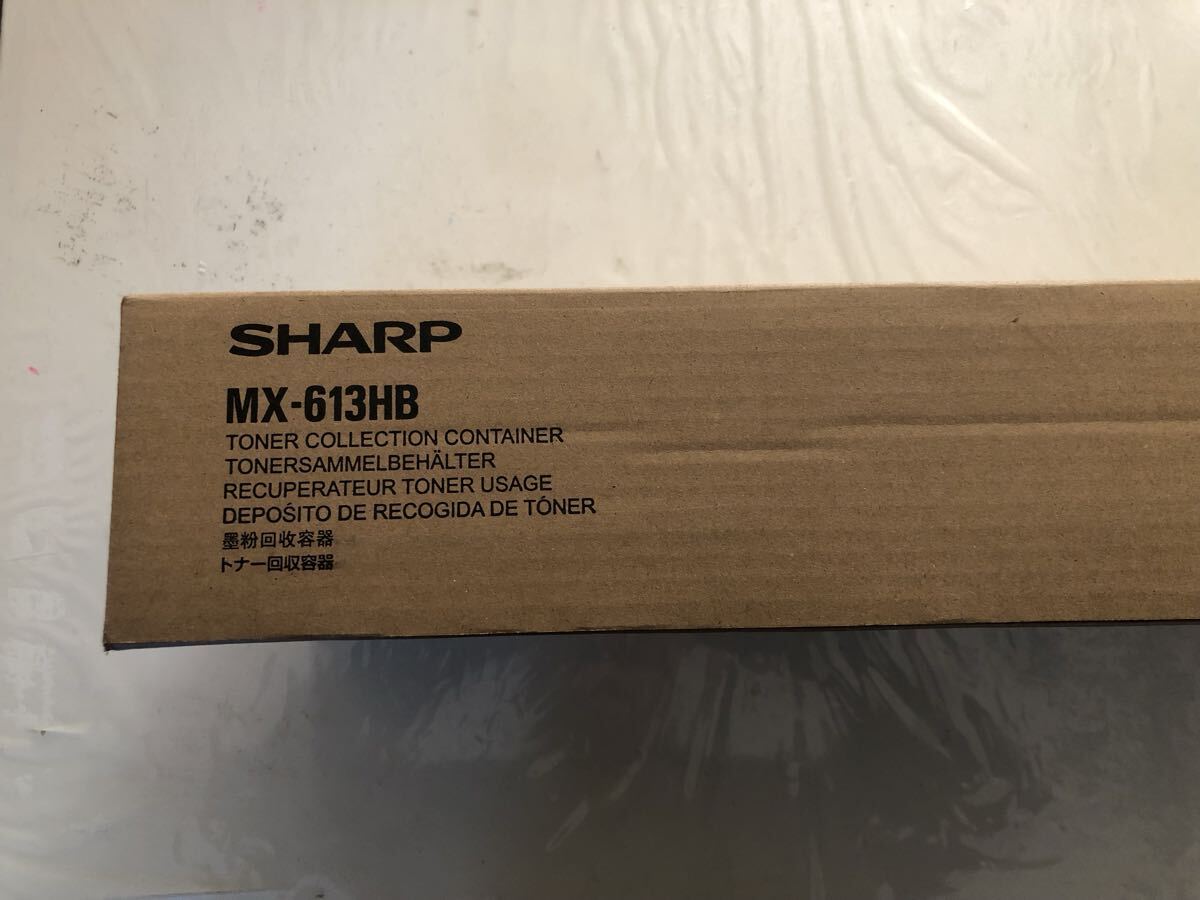 SHARP
MX-613HB
TONER COLLECTION CONTAINER
TONERSAMMELBEHÄLTER
RECUPERATEUR TONER USAGE
DEPOŚITO DE RECOGIDA DE TÓNER
墨粉回收容器
トナー回収容器